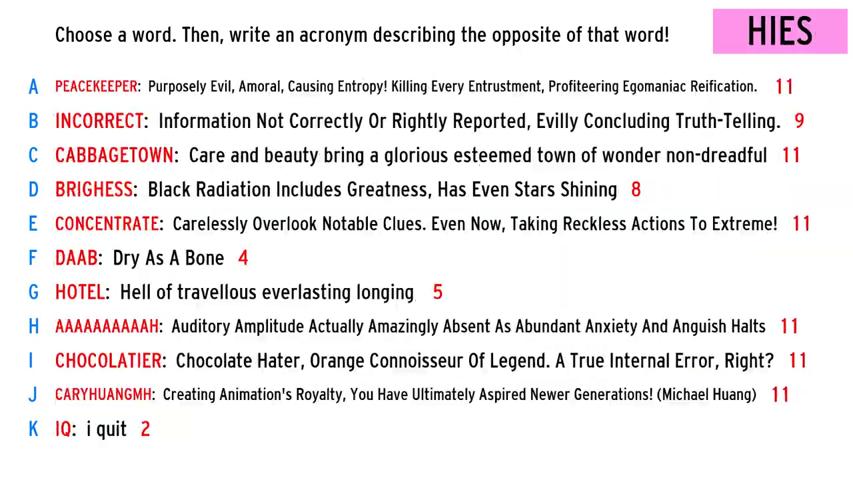 Choose a word. Then, write an acronym describing the opposite of that word!
HIES
A PEACEKEEPER: Purposely Evil, Amoral, Causing Entropy! Killing Every Entrustment, Profiteering Egomaniac Reification. 11
B INCORRECT: Information Not Correctly Or Rightly Reported, Evilly Concluding Truth-Telling. 9
C CABBAGETOWN: Care and beauty bring a glorious esteemed town of wonder non-dreadful 11
D BRIGHESS: Black Radiation Includes Greatness, Has Even Stars Shining 8
E CONCENTRATE: Carelessly Overlook Notable Clues. Even Now, Taking Reckless Actions To Extreme! 11
F DAAB: Dry As A Bone 4
G HOTEL: Hell of travellous everlasting longing 5
H AAAAAAAAAAH: Auditory Amplitude Actually Amazingly Absent As Abundant Anxiety And Anguish Halts 11
I CHOCOLATIER: Chocolate Hater, Orange Connoisseur Of Legend. A True Internal Error, Right? 11
J CARYHUANGMH: Creating Animation's Royalty, You Have Ultimately Aspired Newer Generations! (Michael Huang) 11
K IQ: i quit 2